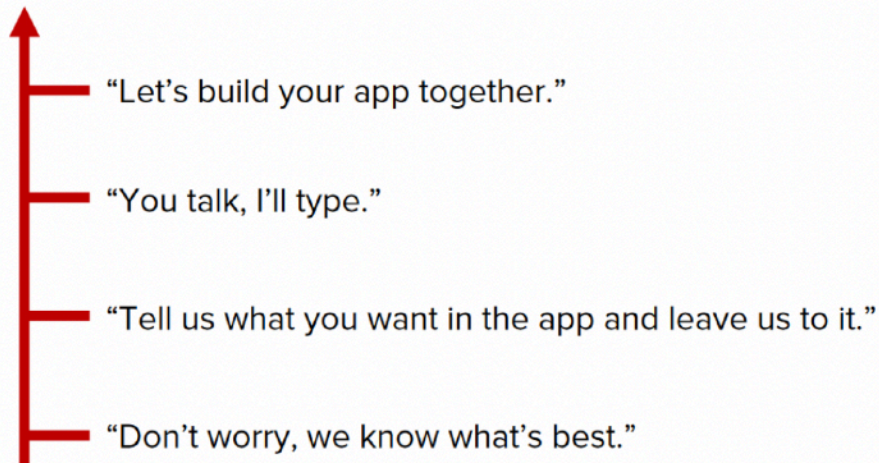 “Let’s build your app together.”
“You talk, I’ll type.”
“Tell us what you want in the app and leave us to it.”
“Don’t worry, we know what’s best.”